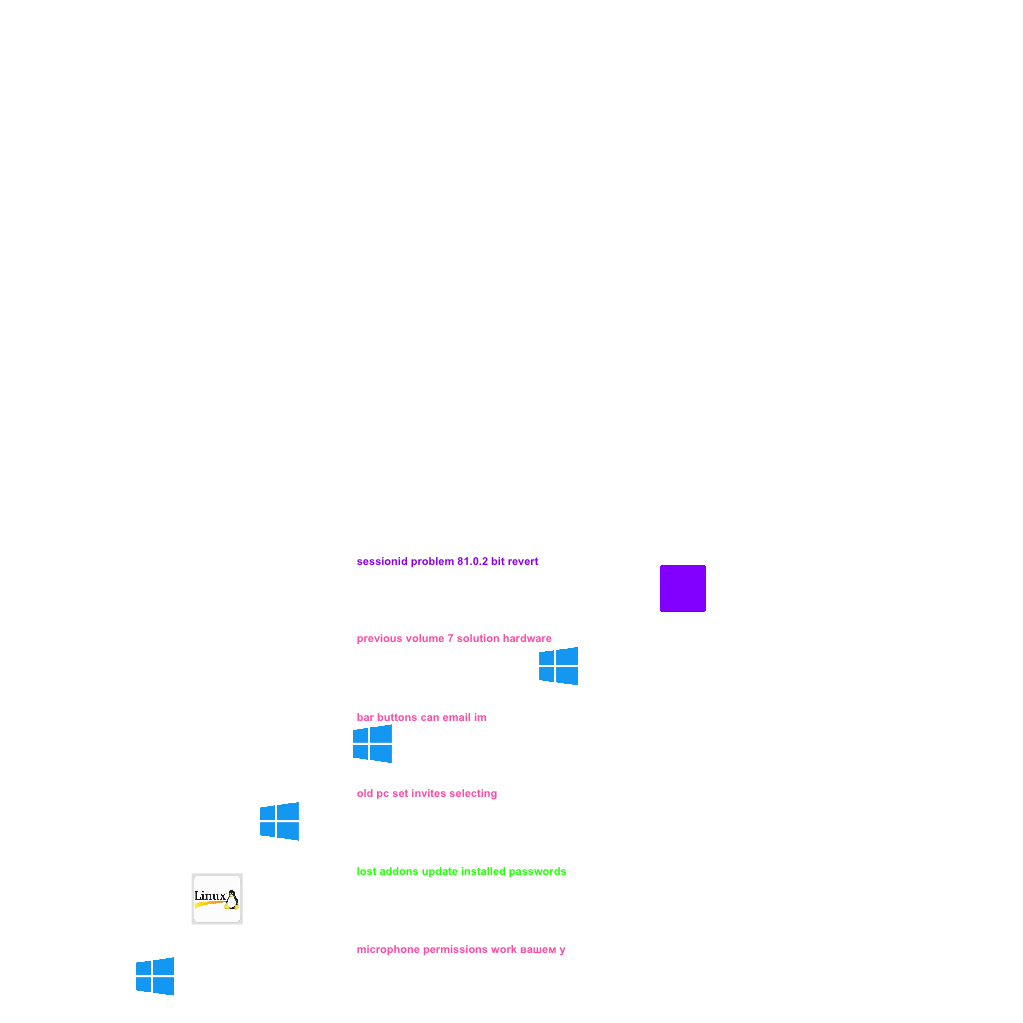 sessionid problem 81.0.2 bit revert
previous volume 7 solution hardware
bar buttons can email im
old pc set invites selecting
lost addons update installed passwords
Linux
microphone permissions work вашем у